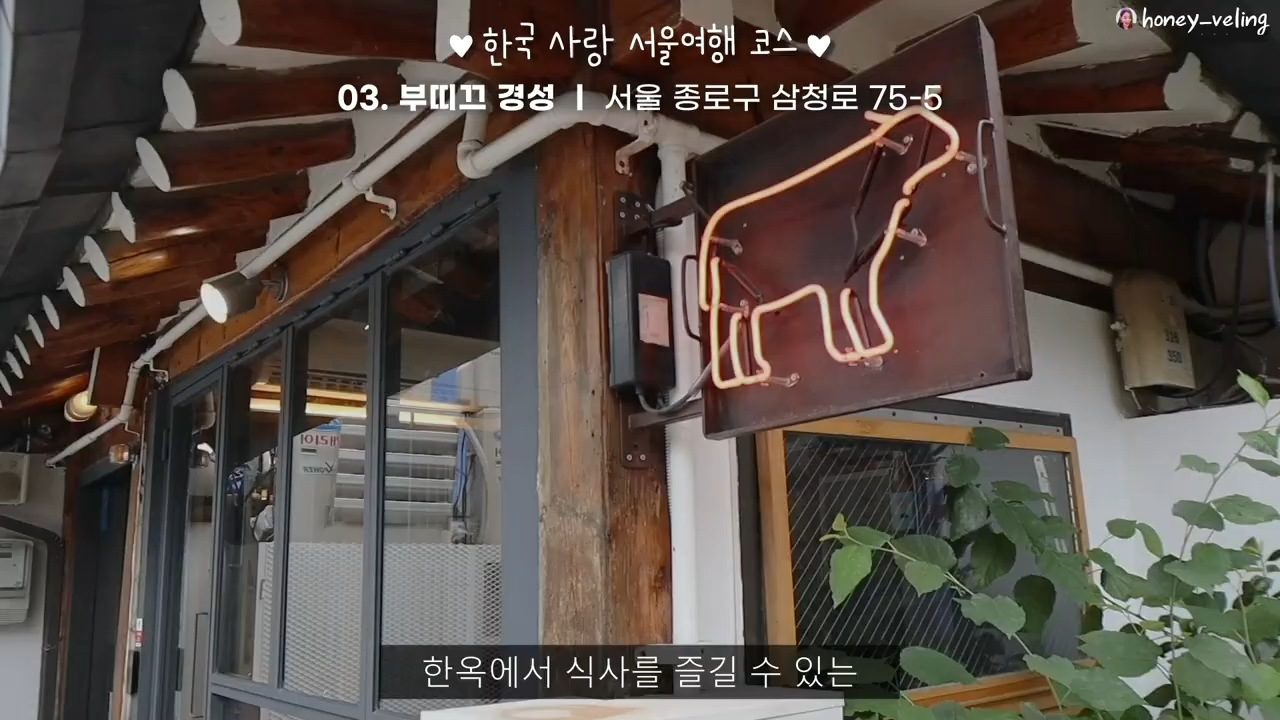 honey_veling
♥ 한국 사랑 서울여행 코스 ♥
03. 부띠끄 경성 | 서울 종로구 삼청로 75-5
한옥에서 식사를 즐길 수 있는